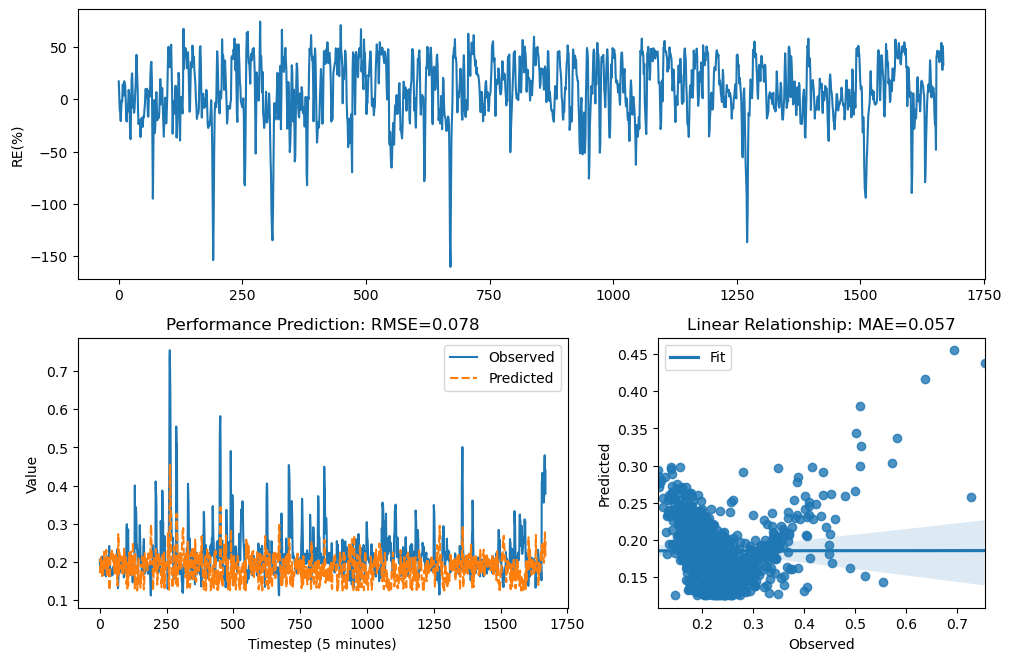 50
0
−50
−100
−150
RE(%)
0 250 500 750 1000 1250 1500 1750
Performance Prediction: RMSE=0.078
Observed
Predicted
0.7
0.6
0.5
0.4
0.3
0.2
0.1
Value
0 250 500 750 1000 1250 1500 1750
Timestep (5 minutes)
Linear Relationship: MAE=0.057
Fit
0.45
0.40
0.35
0.30
0.25
0.20
0.15
Predicted
0.2 0.3 0.4 0.5 0.6 0.7
Observed